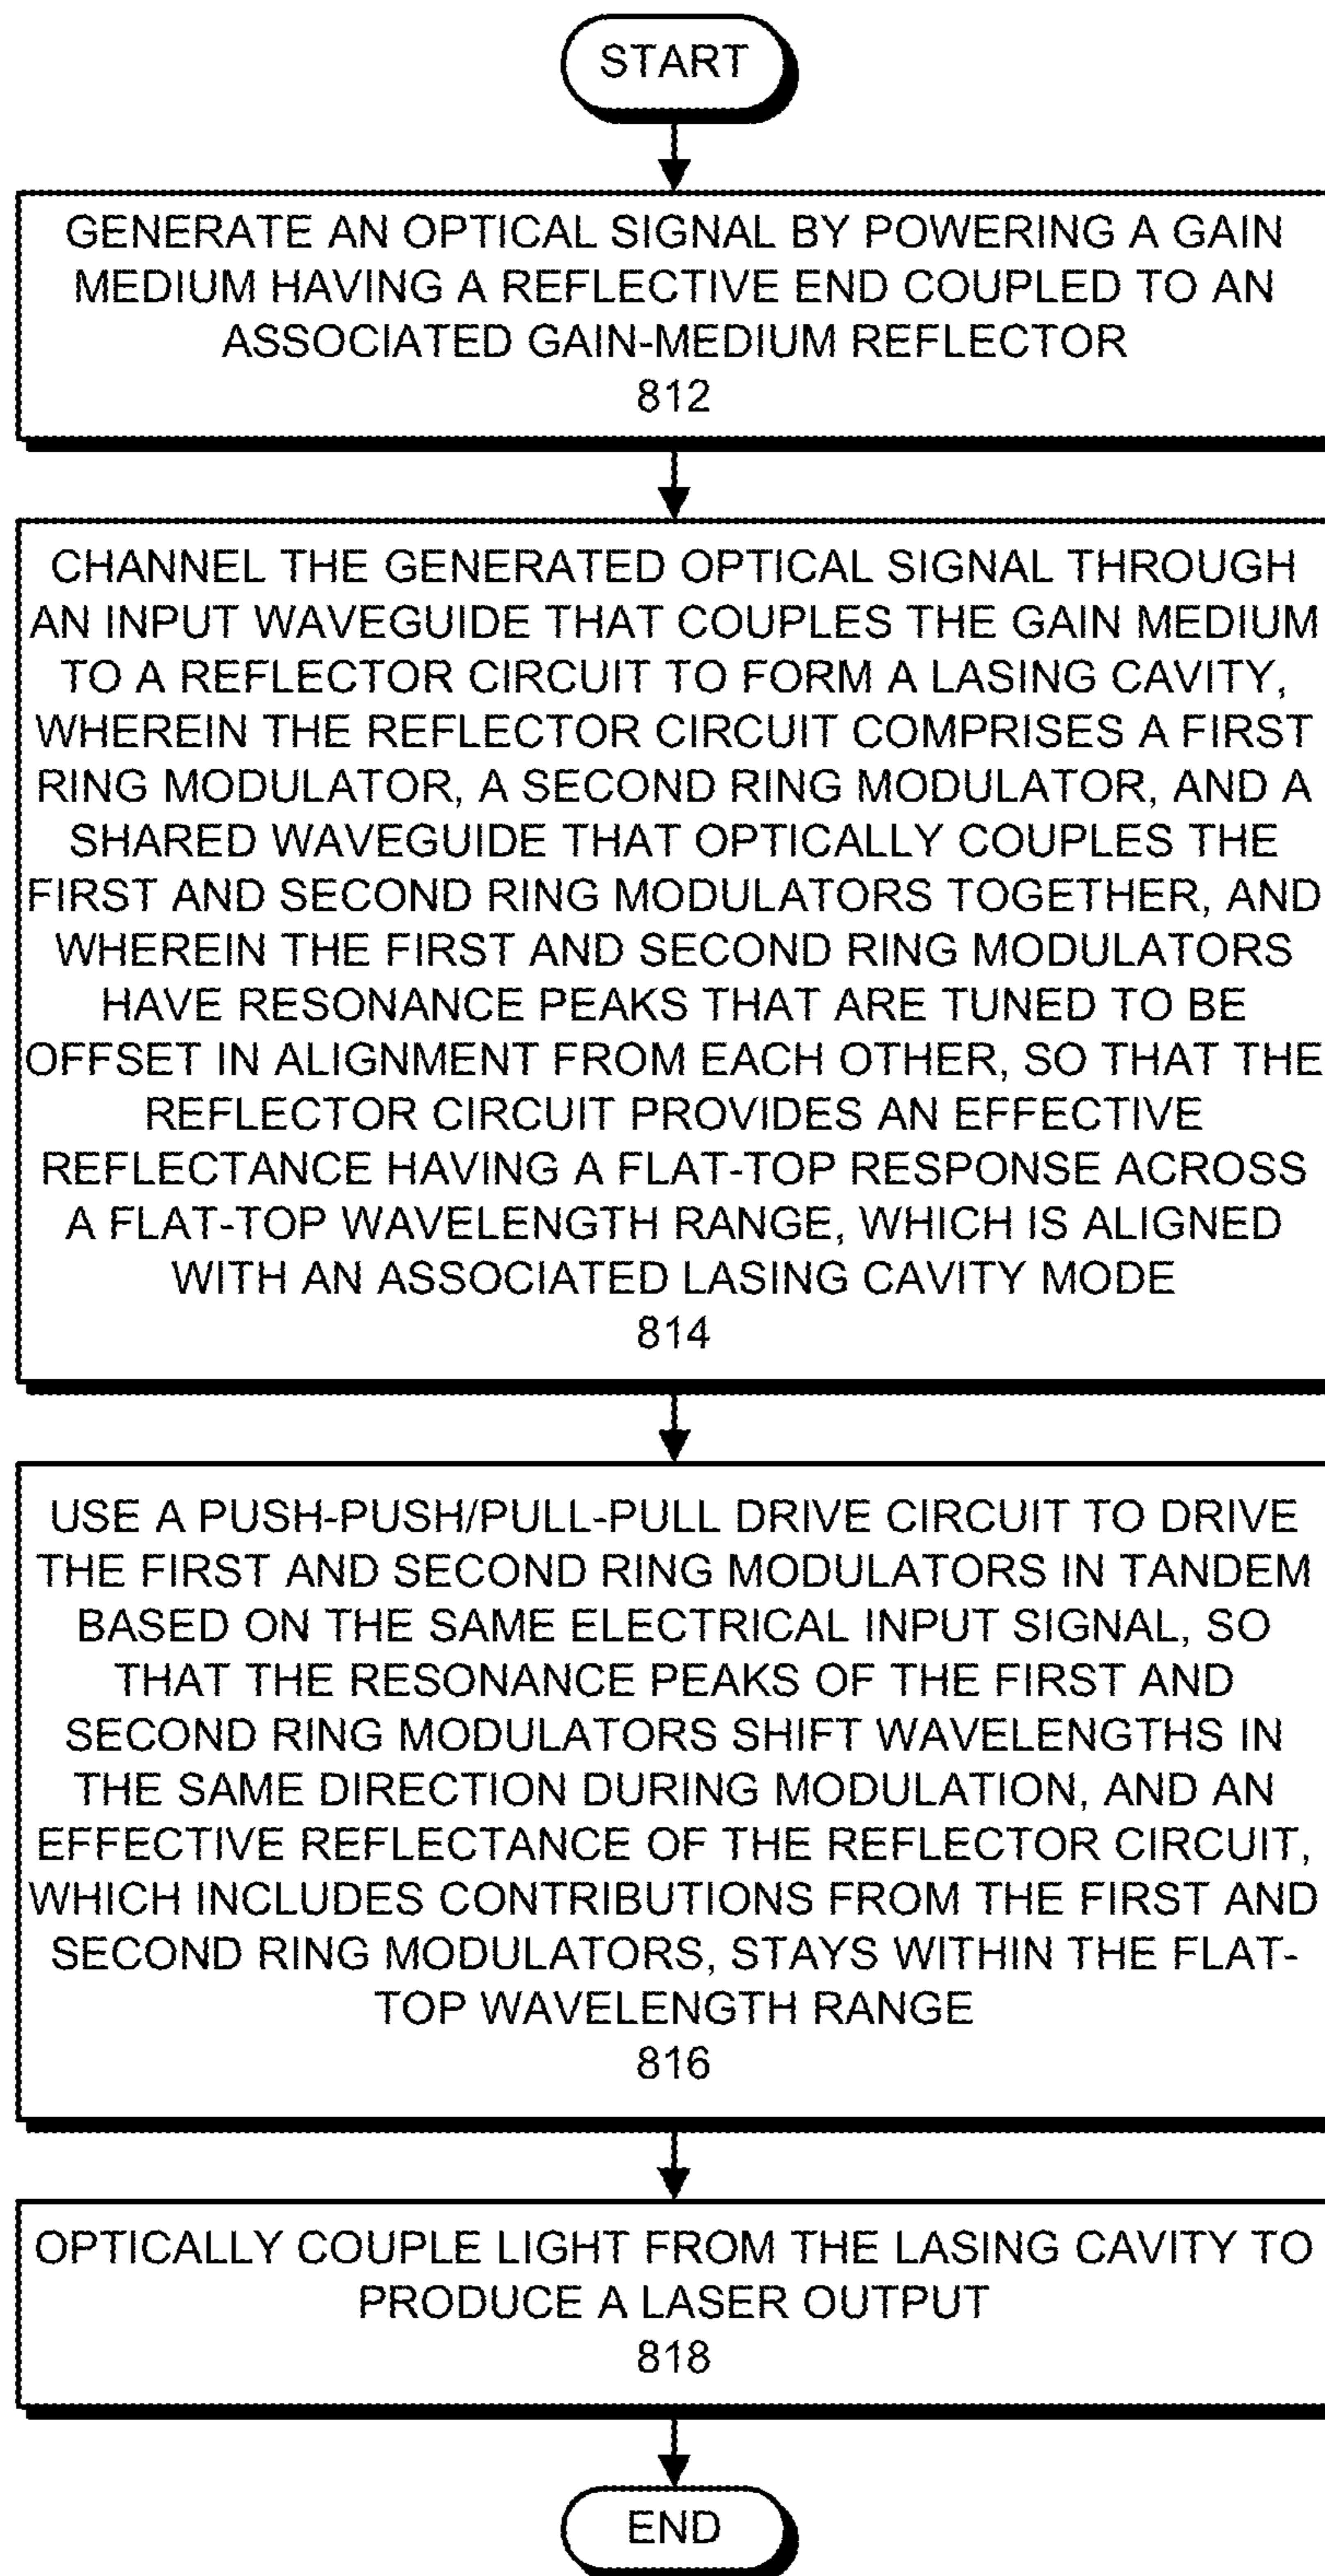 START
GENERATE AN OPTICAL SIGNAL BY POWERING A GAIN
MEDIUM HAVING A REFLECTIVE END COUPLED TO AN
ASSOCIATED GAIN-MEDIUM REFLECTOR
812
CHANNEL THE GENERATED OPTICAL SIGNAL THROUGH
AN INPUT WAVEGUIDE THAT COUPLES THE GAIN MEDIUM
TO A REFLECTOR CIRCUIT TO FORM A LASING CAVITY,
WHEREIN THE REFLECTOR CIRCUIT COMPRISES A FIRST
RING MODULATOR, A SECOND RING MODULATOR, AND A
SHARED WAVEGUIDE THAT OPTICALLY COUPLES THE
FIRST AND SECOND RING MODULATORS TOGETHER, AND
WHEREIN THE FIRST AND SECOND RING MODULATORS
HAVE RESONANCE PEAKS THAT ARE TUNED TO BE
OFFSET IN ALIGNMENT FROM EACH OTHER, SO THAT THE
REFLECTOR CIRCUIT PROVIDES AN EFFECTIVE
REFLECTANCE HAVING A FLAT-TOP RESPONSE ACROSS
A FLAT-TOP WAVELENGTH RANGE, WHICH IS ALIGNED
WITH AN ASSOCIATED LASING CAVITY MODE
814
USE A PUSH-PUSH/PULL-PULL DRIVE CIRCUIT TO DRIVE
THE FIRST AND SECOND RING MODULATORS IN TANDEM
BASED ON THE SAME ELECTRICAL INPUT SIGNAL, SO
THAT THE RESONANCE PEAKS OF THE FIRST AND
SECOND RING MODULATORS SHIFT WAVELENGTHS IN
THE SAME DIRECTION DURING MODULATION, AND AN
EFFECTIVE REFLECTANCE OF THE REFLECTOR CIRCUIT,
WHICH INCLUDES CONTRIBUTIONS FROM THE FIRST AND
SECOND RING MODULATORS, STAYS WITHIN THE FLAT-
TOP WAVELENGTH RANGE
816
OPTICALLY COUPLE LIGHT FROM THE LASING CAVITY TO
PRODUCE A LASER OUTPUT
818
END